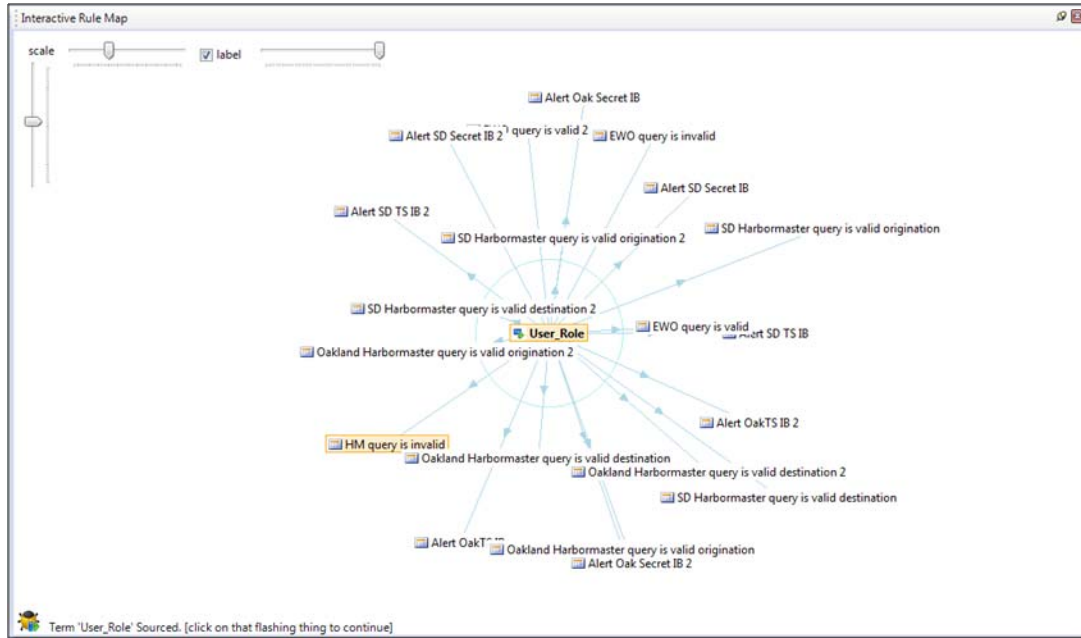 Interactive Rule Map
scale
label
Alert Oak Secret IB
Alert SD Secret IB 2
query is valid 2
EWO query is invalid
Alert SD Secret IB
Alert SD TS IB 2
SD Harbormaster query is valid origination
SD Harbormaster query is valid origination 2
SD Harbormaster query is valid destination 2
User_Role
EWO query is valid
SD TS IB
Oakland Harbormaster query is valid origination 2
Alert OakTS IB 2
HM query is invalid
Oakland Harbormaster query is valid destination
Oakland Harbormaster query is valid destination 2
SD Harbormaster query is valid destination
Alert OakTS
Oakland Harbormaster query is valid origination
Alert Oak Secret IB 2
Term 'User_Role' Sourced. [click on that flashing thing to continue]